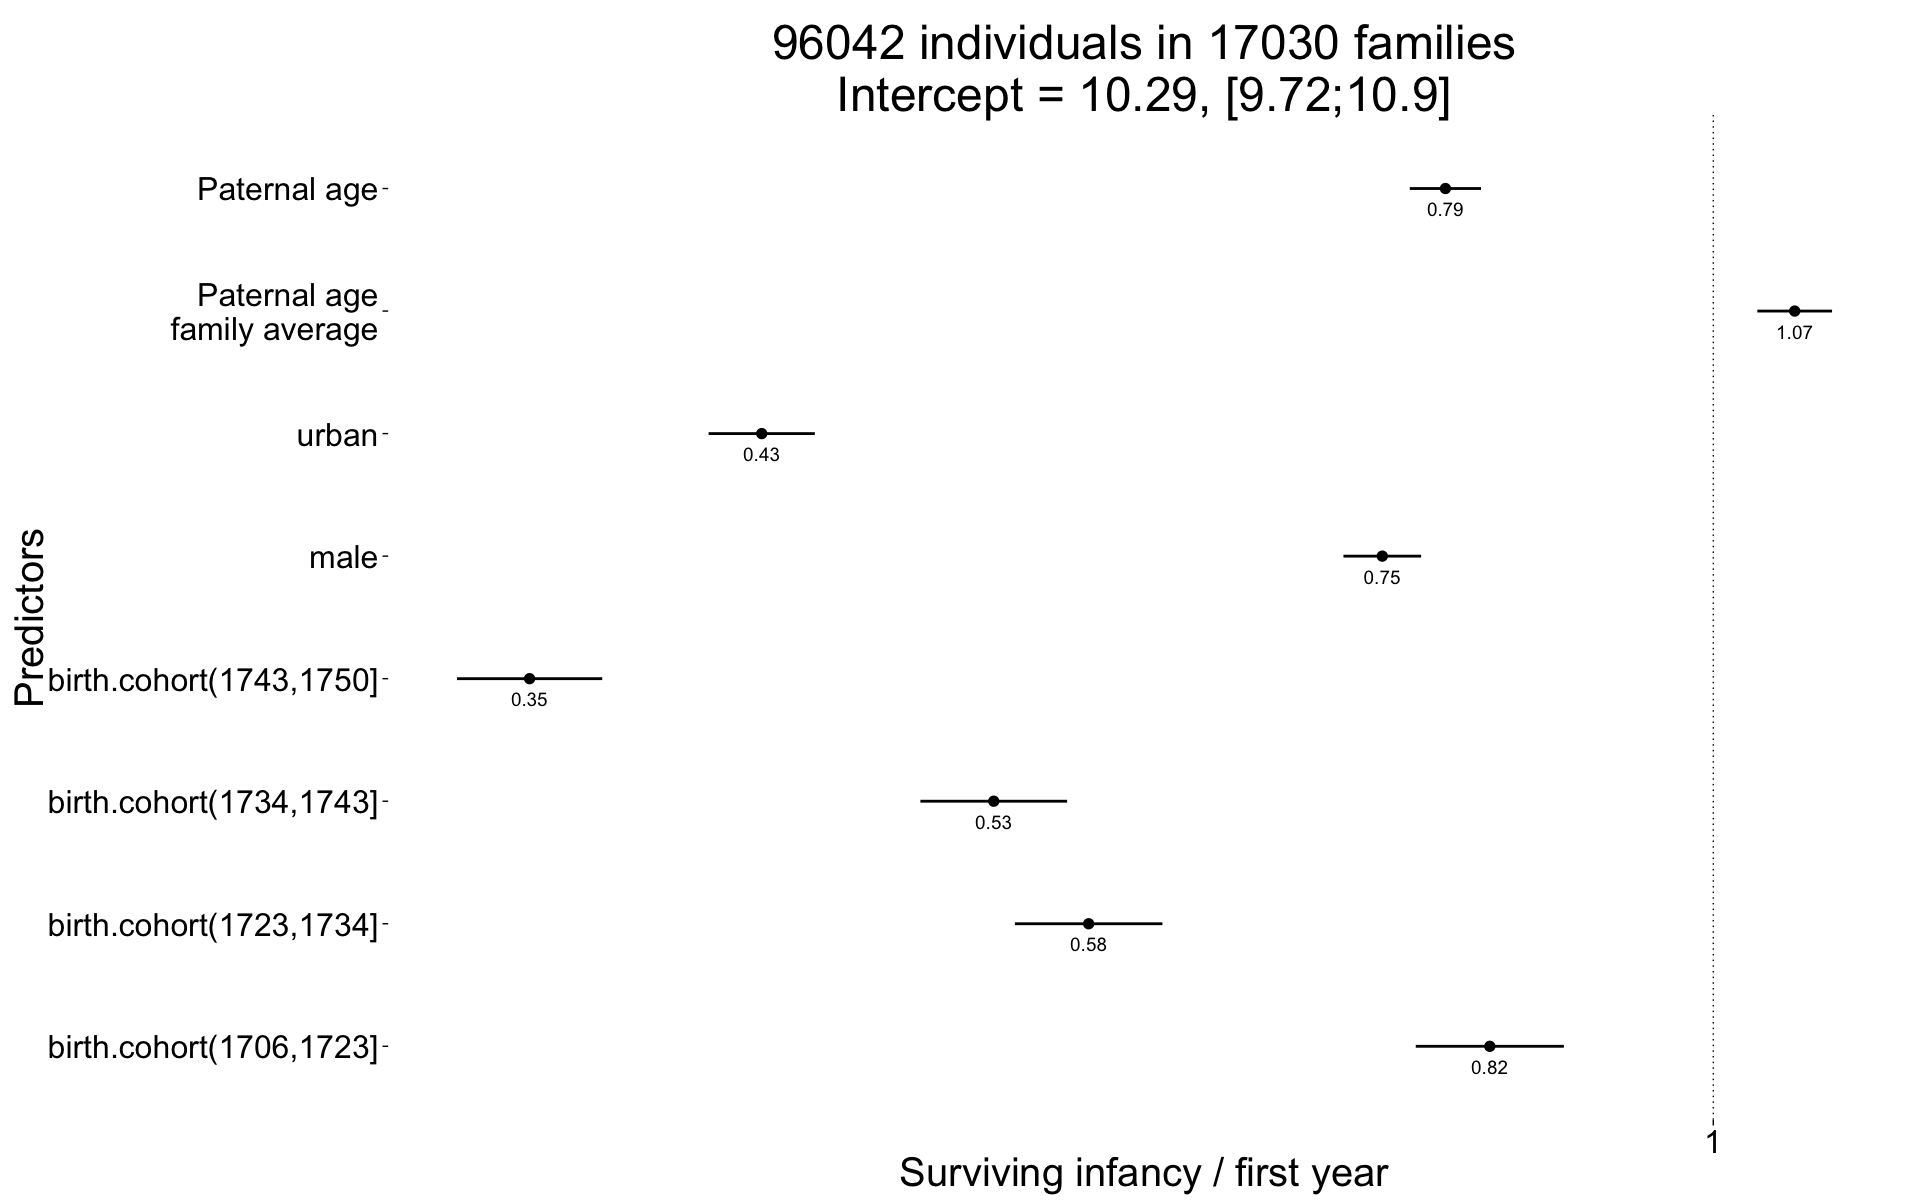 96042 individuals in 17030 families
Intercept = 10.29, [9.72;10.9]
Paternal age
0.79
Paternal age
family average
1.07
urban
0.43
male
0.75
Predictors
birth.cohort(1743,1750]
0.35
birth.cohort(1734,1743]
0.53
birth.cohort(1723,1734]
0.58
birth.cohort(1706,1723]
0.82
1
Surviving infancy / first year